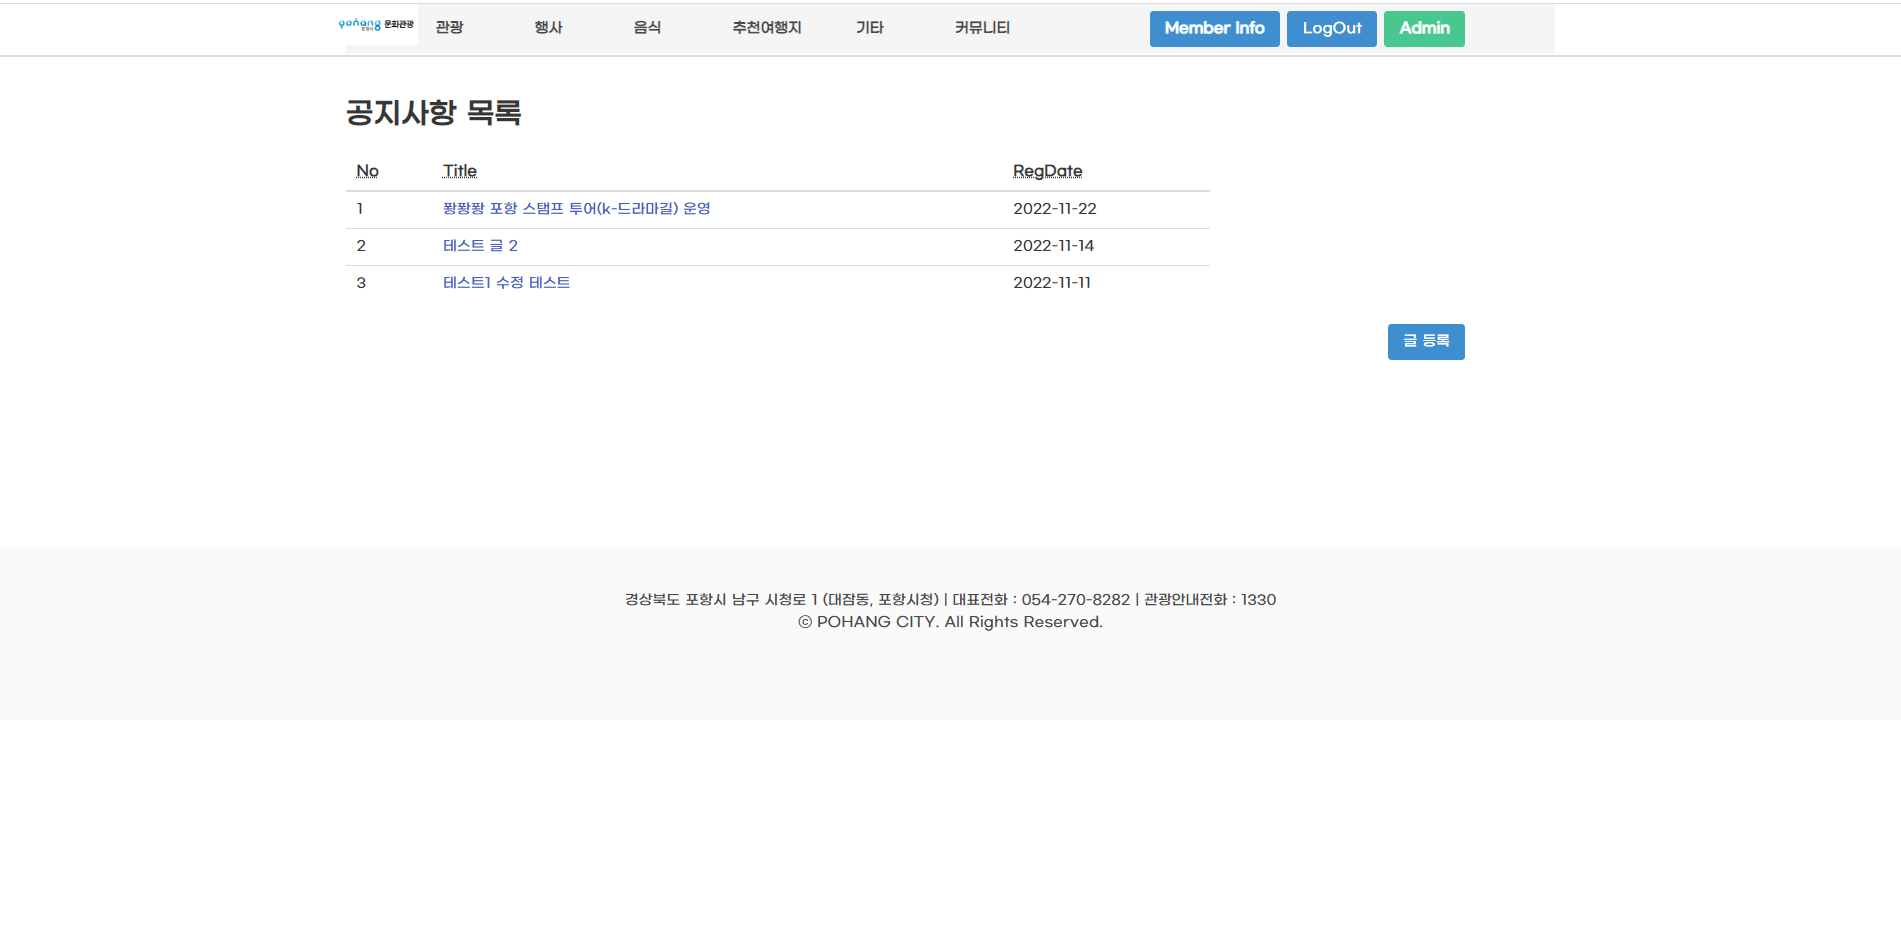 pohang 포항시 문화관광 관광 행사 음식 추천여행지 기타 커뮤니티 Member Info LogOut Admin
공지사항 목록
No Title RegDate
1 퐝퐝퐝 포항 스탬프 투어(k-드라마길) 운영 2022-11-22
2 테스트 글 2 2022-11-14
3 테스트1 수정 테스트 2022-11-11
글 등록
경상북도 포항시 남구 시청로 1 (대잠동, 포항시청) | 대표전화 : 054-270-8282 | 관광안내전화 : 1330
ⓒ POHANG CITY. All Rights Reserved.